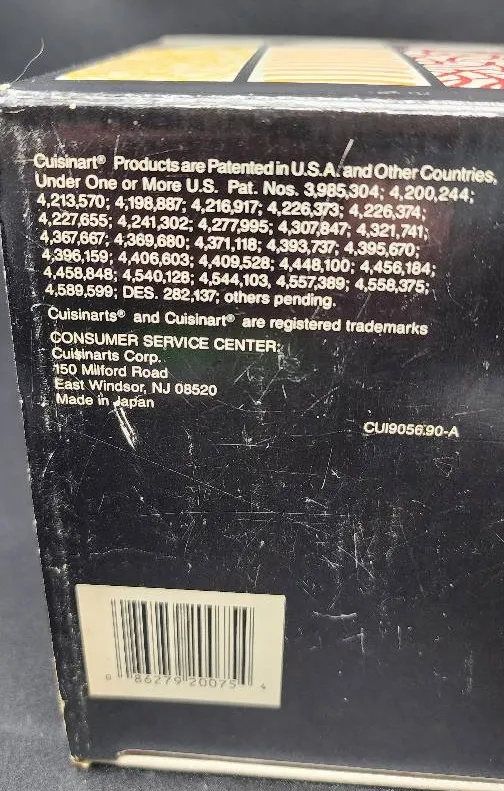 Cuisinart® Products are Patented in U.S.A. and Other Countries,
Under One or More U.S. Pat. Nos. 3,985,304; 4,200,244;
4,213,570; 4,198,887; 4,216,917; 4,226,373; 4,226,374;
4,227,655; 4,241,302; 4,277,995; 4,307,847; 4,321,741;
4,367,667; 4,369,680; 4,371,118; 4,393,737; 4,395,670;
4,396,159; 4,406,603; 4,409,528; 4,448,100; 4,456,184;
4,458,848; 4,540,128; 4,544,103, 4,557,389; 4,558,375;
4,589,599; DES. 282,137; others pending.
Cuisinarts® and Cuisinart® are registered trademarks
CONSUMER SERVICE CENTER:
Cuisinarts Corp.
150 Milford Road
East Windsor, NJ 08520
Made in Japan
CUI9056.90-A
0 86279 20075 4